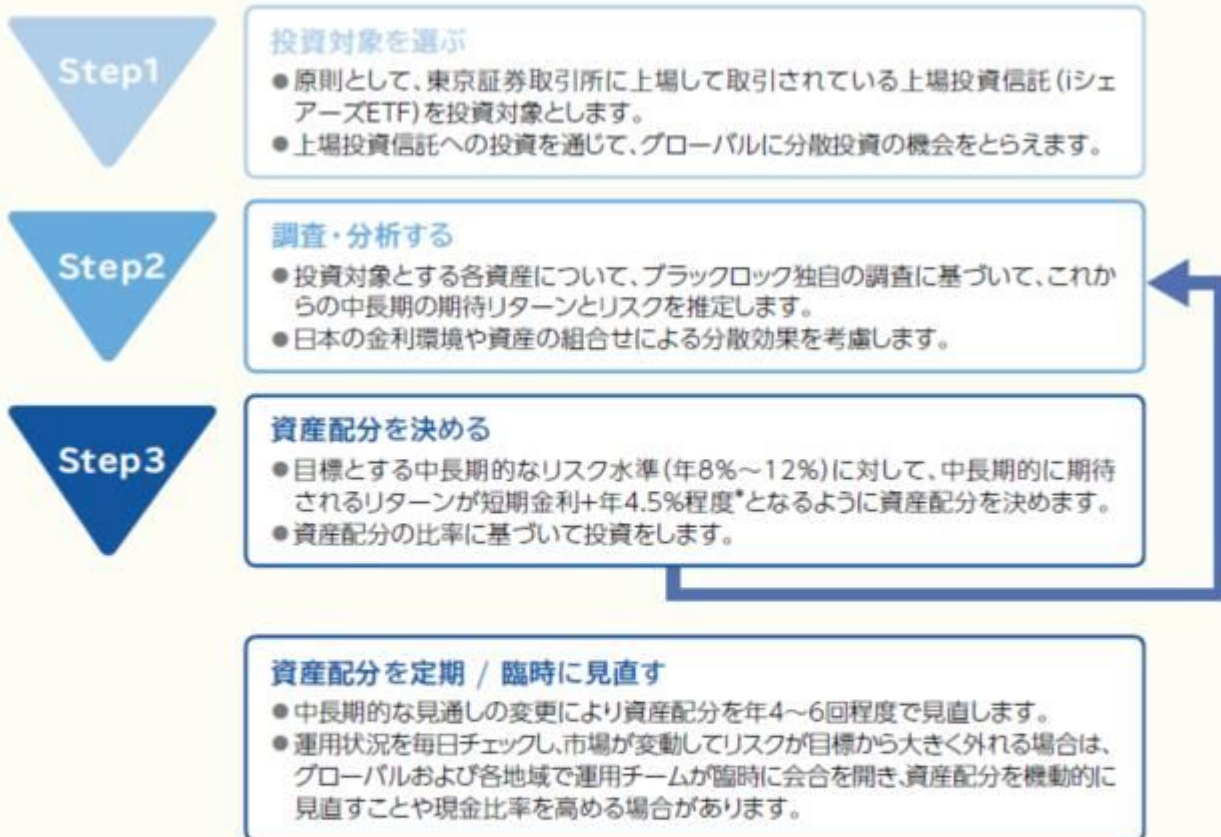 Step1
投資対象を選ぶ
●原則として、東京証券取引所に上場して取引されている上場投資信託(iシェ
アーズETF)を投資対象とします。
●上場投資信託への投資を通じて、グローバルに分散投資の機会をとらえます。
Step2
調査・分析する
●投資対象とする各資産について、ブラックロック独自の調査に基づいて、これか
らの中長期の期待リターンとリスクを推定します。
●日本の金利環境や資産の組合せによる分散効果を考慮します。
Step3
資産配分を決める
●目標とする中長期的なリスク水準(年8%～12%)に対して、中長期的に期待
されるリターンが短期金利+年4.5%程度*となるように資産配分を決めます。
●資産配分の比率に基づいて投資をします。
資産配分を定期 / 臨時に見直す
●中長期的な見通しの変更により資産配分を年4～6回程度で見直します。
●運用状況を毎日チェックし、市場が変動してリスクが目標から大きく外れる場合は、
グローバルおよび各地域で運用チームが臨時に会合を開き、資産配分を機動的に
見直すことや現金比率を高める場合があります。